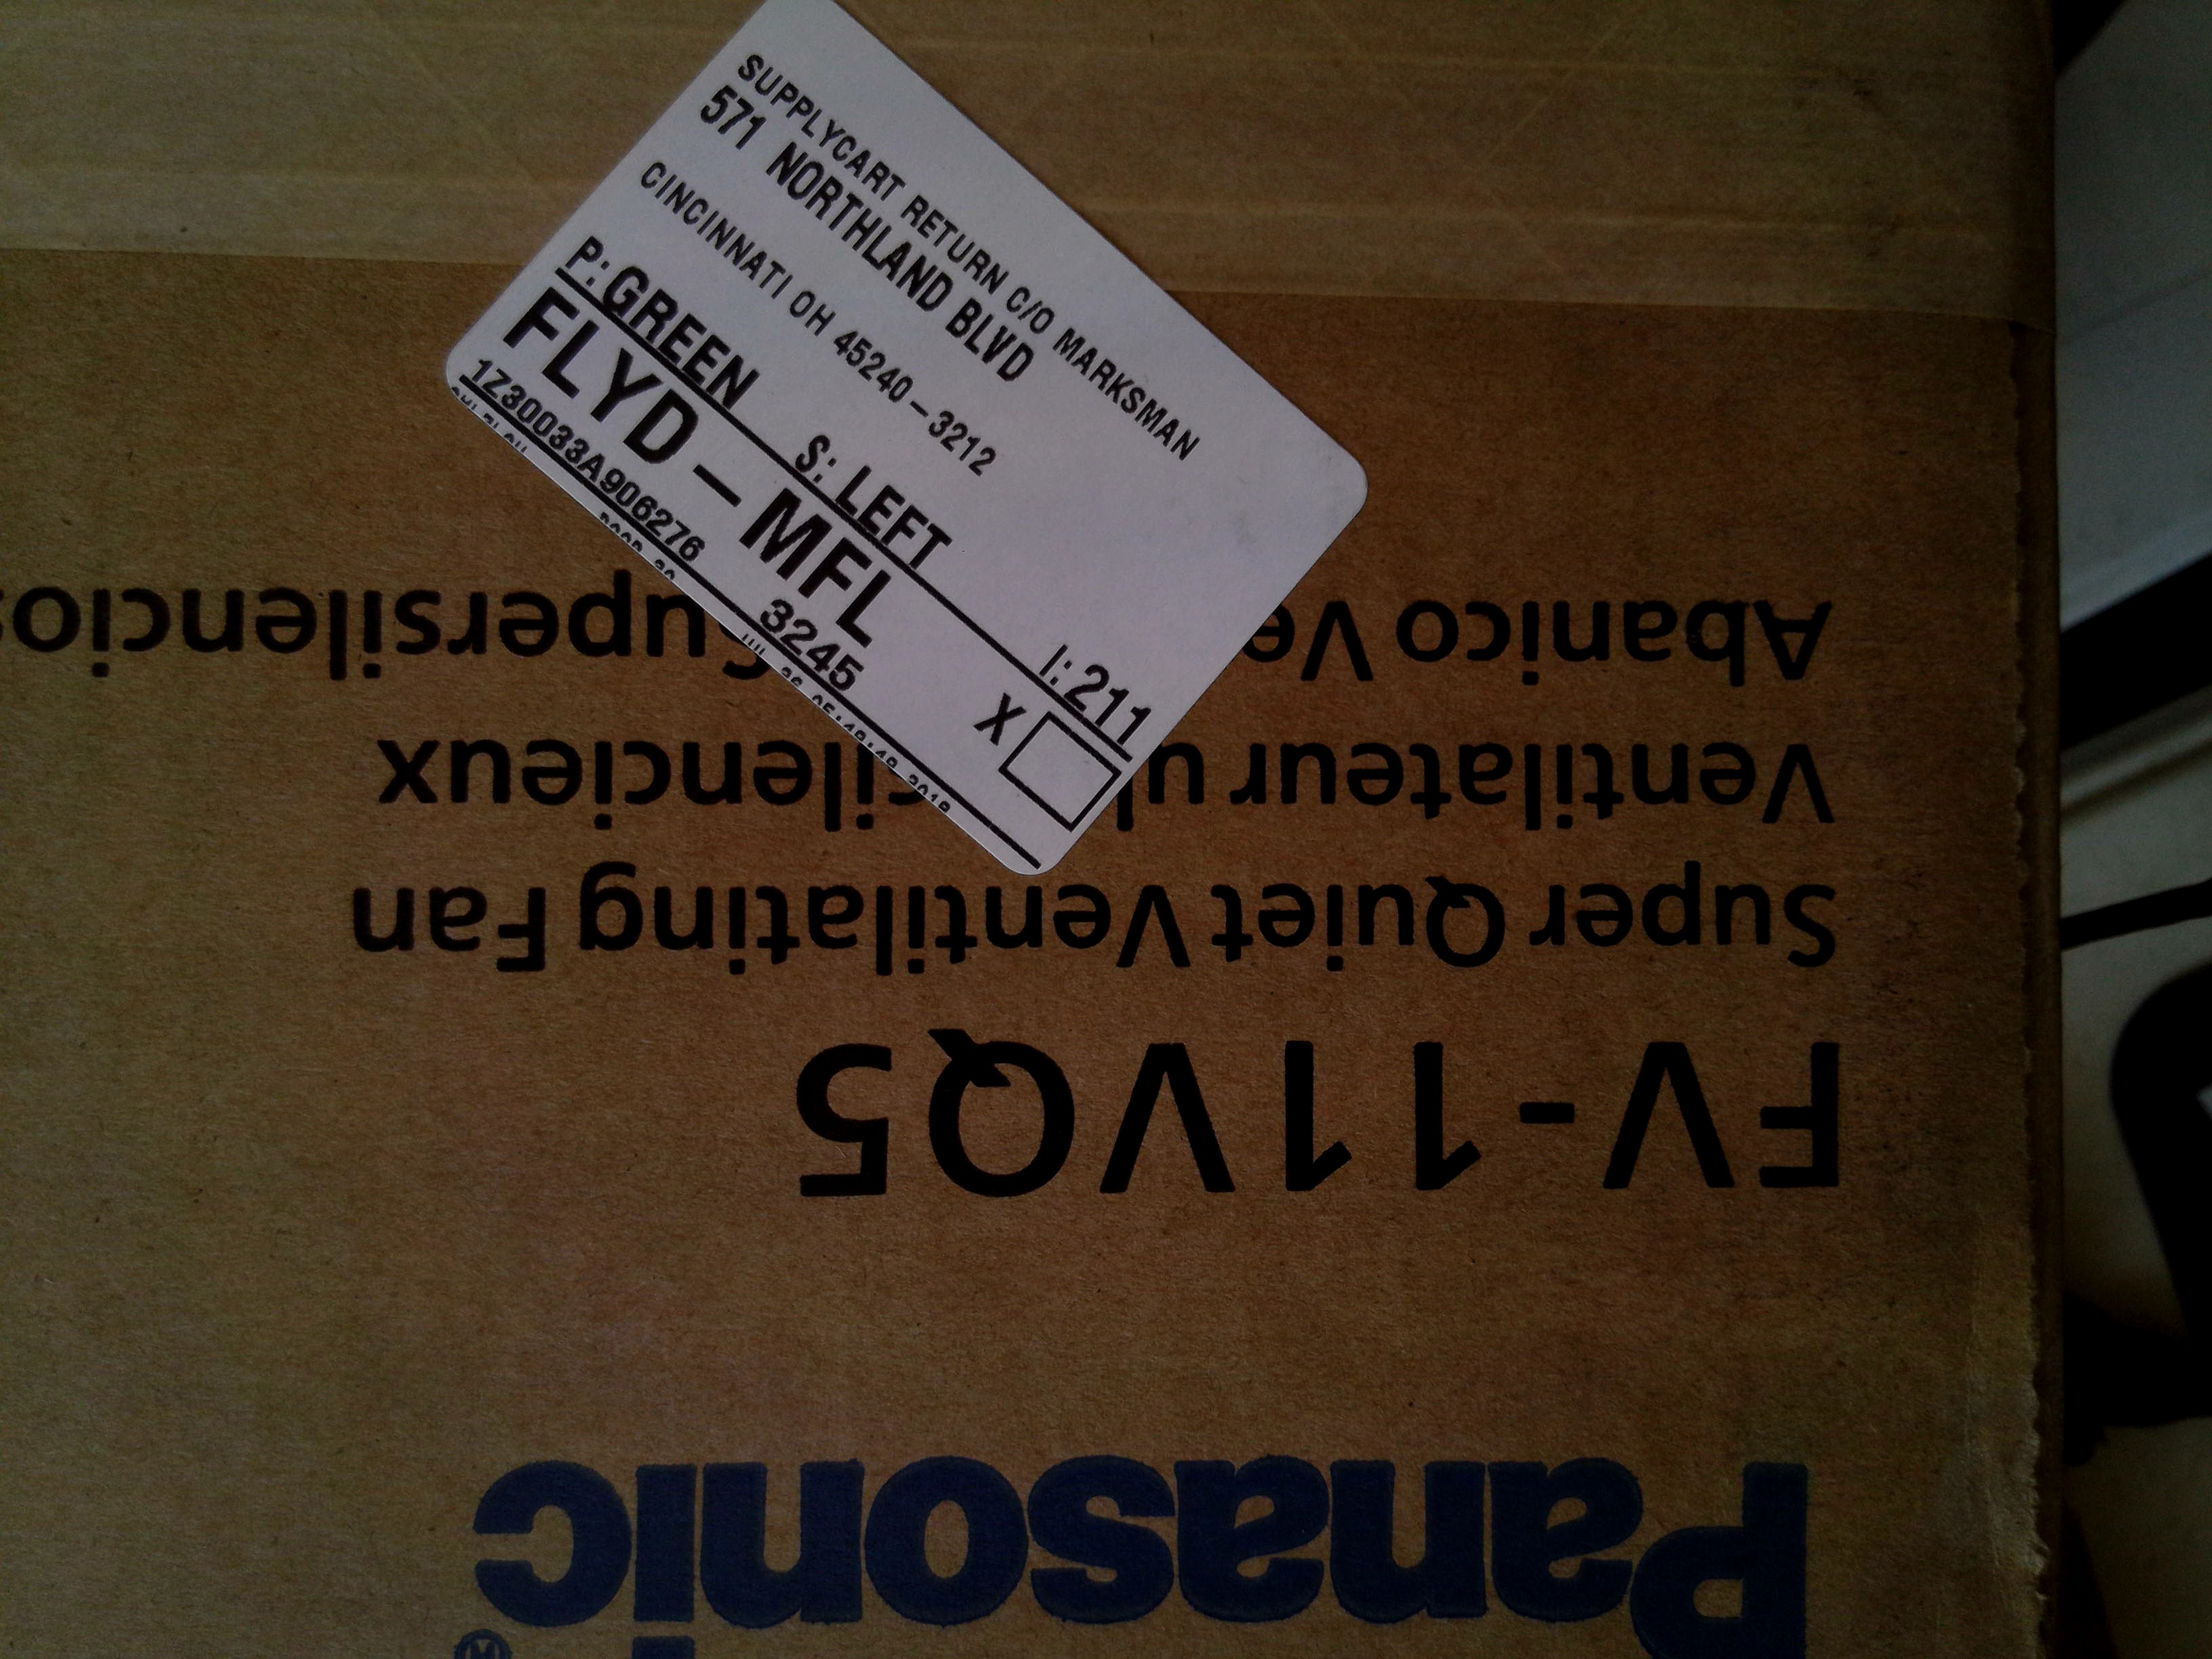 SUPPLYCART RETURN C/O MARKSMAN
571 NORTHLAND BLVD
CINCINNATI OH 45240-3212
P: GREEN S: LEFT I: 211
FLYD-MFL X
1Z30033A906276 3245
Panasonic
FV-11VQ5
Super Quiet Ventilating Fan
Ventilateur
Abanico